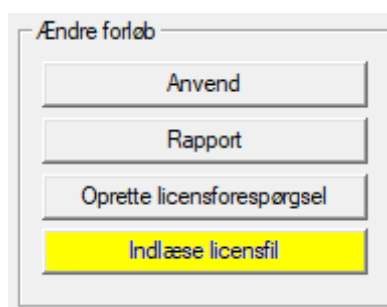 Ændre forløb
Anvend
Rapport
Oprette licensforespørgsel
Indlæse licensfil